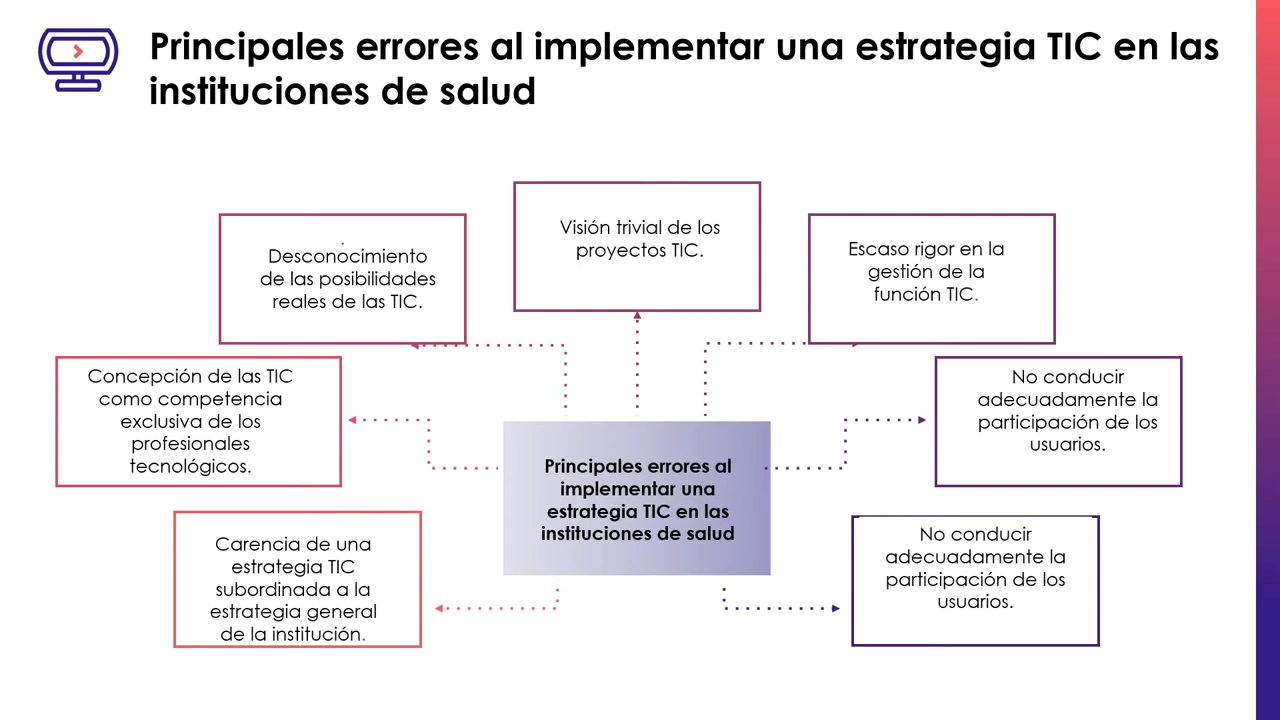 Principales errores al implementar una estrategia TIC en las
instituciones de salud
Visión trivial de los
proyectos TIC.
Desconocimiento
de las posibilidades
reales de las TIC.
Escaso rigor en la
gestión de la
función TIC.
Concepción de las TIC
como competencia
exclusiva de los
profesionales
tecnológicos.
No conducir
adecuadamente la
participación de los
usuarios.
Principales errores al
implementar una
estrategia TIC en las
instituciones de salud
Carencia de una
estrategia TIC
subordinada a la
estrategia general
de la institución.
No conducir
adecuadamente la
participación de los
usuarios.